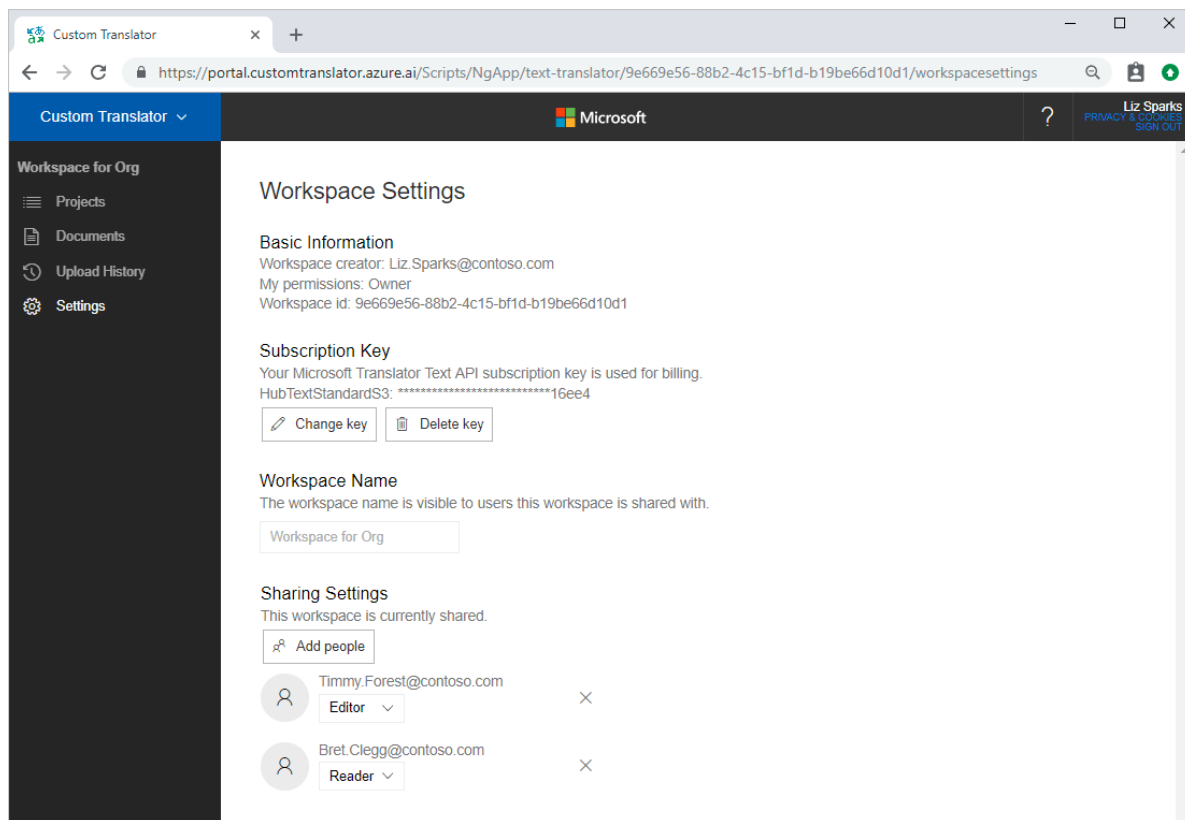 Custom Translator
https://portal.customtranslator.azure.ai/Scripts/NgApp/text-translator/9e669e56-88b2-4c15-bf1d-b19be66d10d1/workspacesettings
Custom Translator
Microsoft
?
Liz Sparks
PRIVACY & COOKIES
SIGN OUT
Workspace for Org
Projects
Documents
Upload History
Settings
Workspace Settings
Basic Information
Workspace creator: Liz.Sparks@contoso.com
My permissions: Owner
Workspace id: 9e669e56-88b2-4c15-bf1d-b19be66d10d1
Subscription Key
Your Microsoft Translator Text API subscription key is used for billing.
HubTextStandardS3: ***************************16ee4
Change key
Delete key
Workspace Name
The workspace name is visible to users this workspace is shared with.
Workspace for Org
Sharing Settings
This workspace is currently shared.
Add people
Timmy.Forest@contoso.com
Editor
Bret.Clegg@contoso.com
Reader